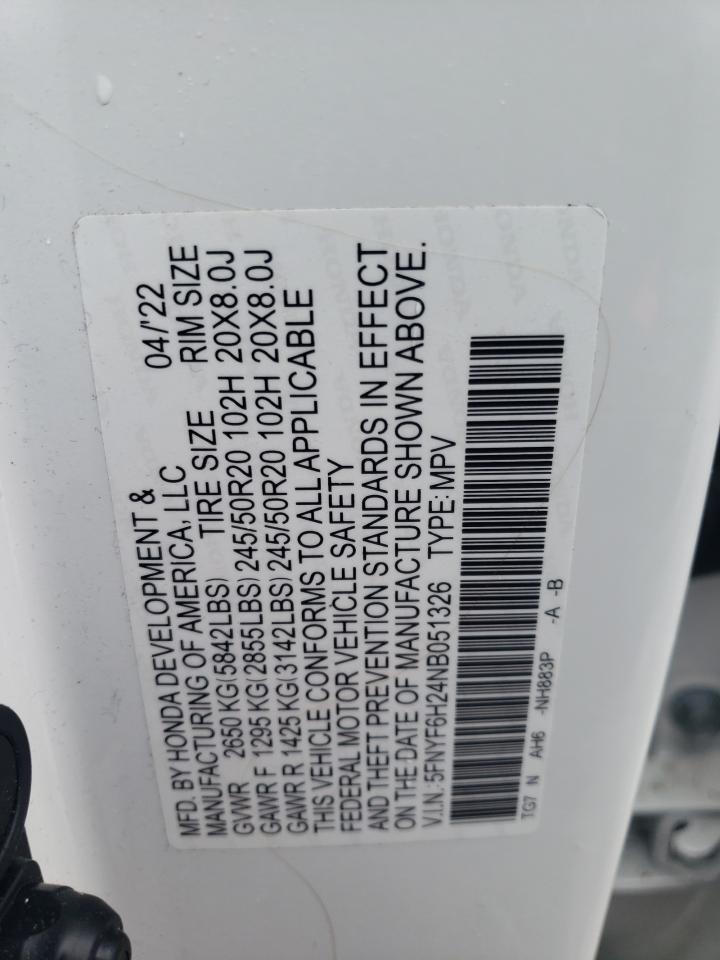 MFD. BY HONDA DEVELOPMENT & 04/'22
MANUFACTURING OF AMERICA, LLC
GVWR 2650 KG(5842LBS) TIRE SIZE RIM SIZE
GAWR F 1295 KG(2855LBS) 245/50R20 102H 20X8.0J
GAWR R 1425 KG(3142LBS) 245/50R20 102H 20X8.0J
THIS VEHICLE CONFORMS TO ALL APPLICABLE
FEDERAL MOTOR VEHICLE SAFETY
AND THEFT PREVENTION STANDARDS IN EFFECT
ON THE DATE OF MANUFACTURE SHOWN ABOVE.
V.I.N.: 5FNYF6H24NB051326 TYPE: MPV
TG7 N AH6 -NH883P -A -B